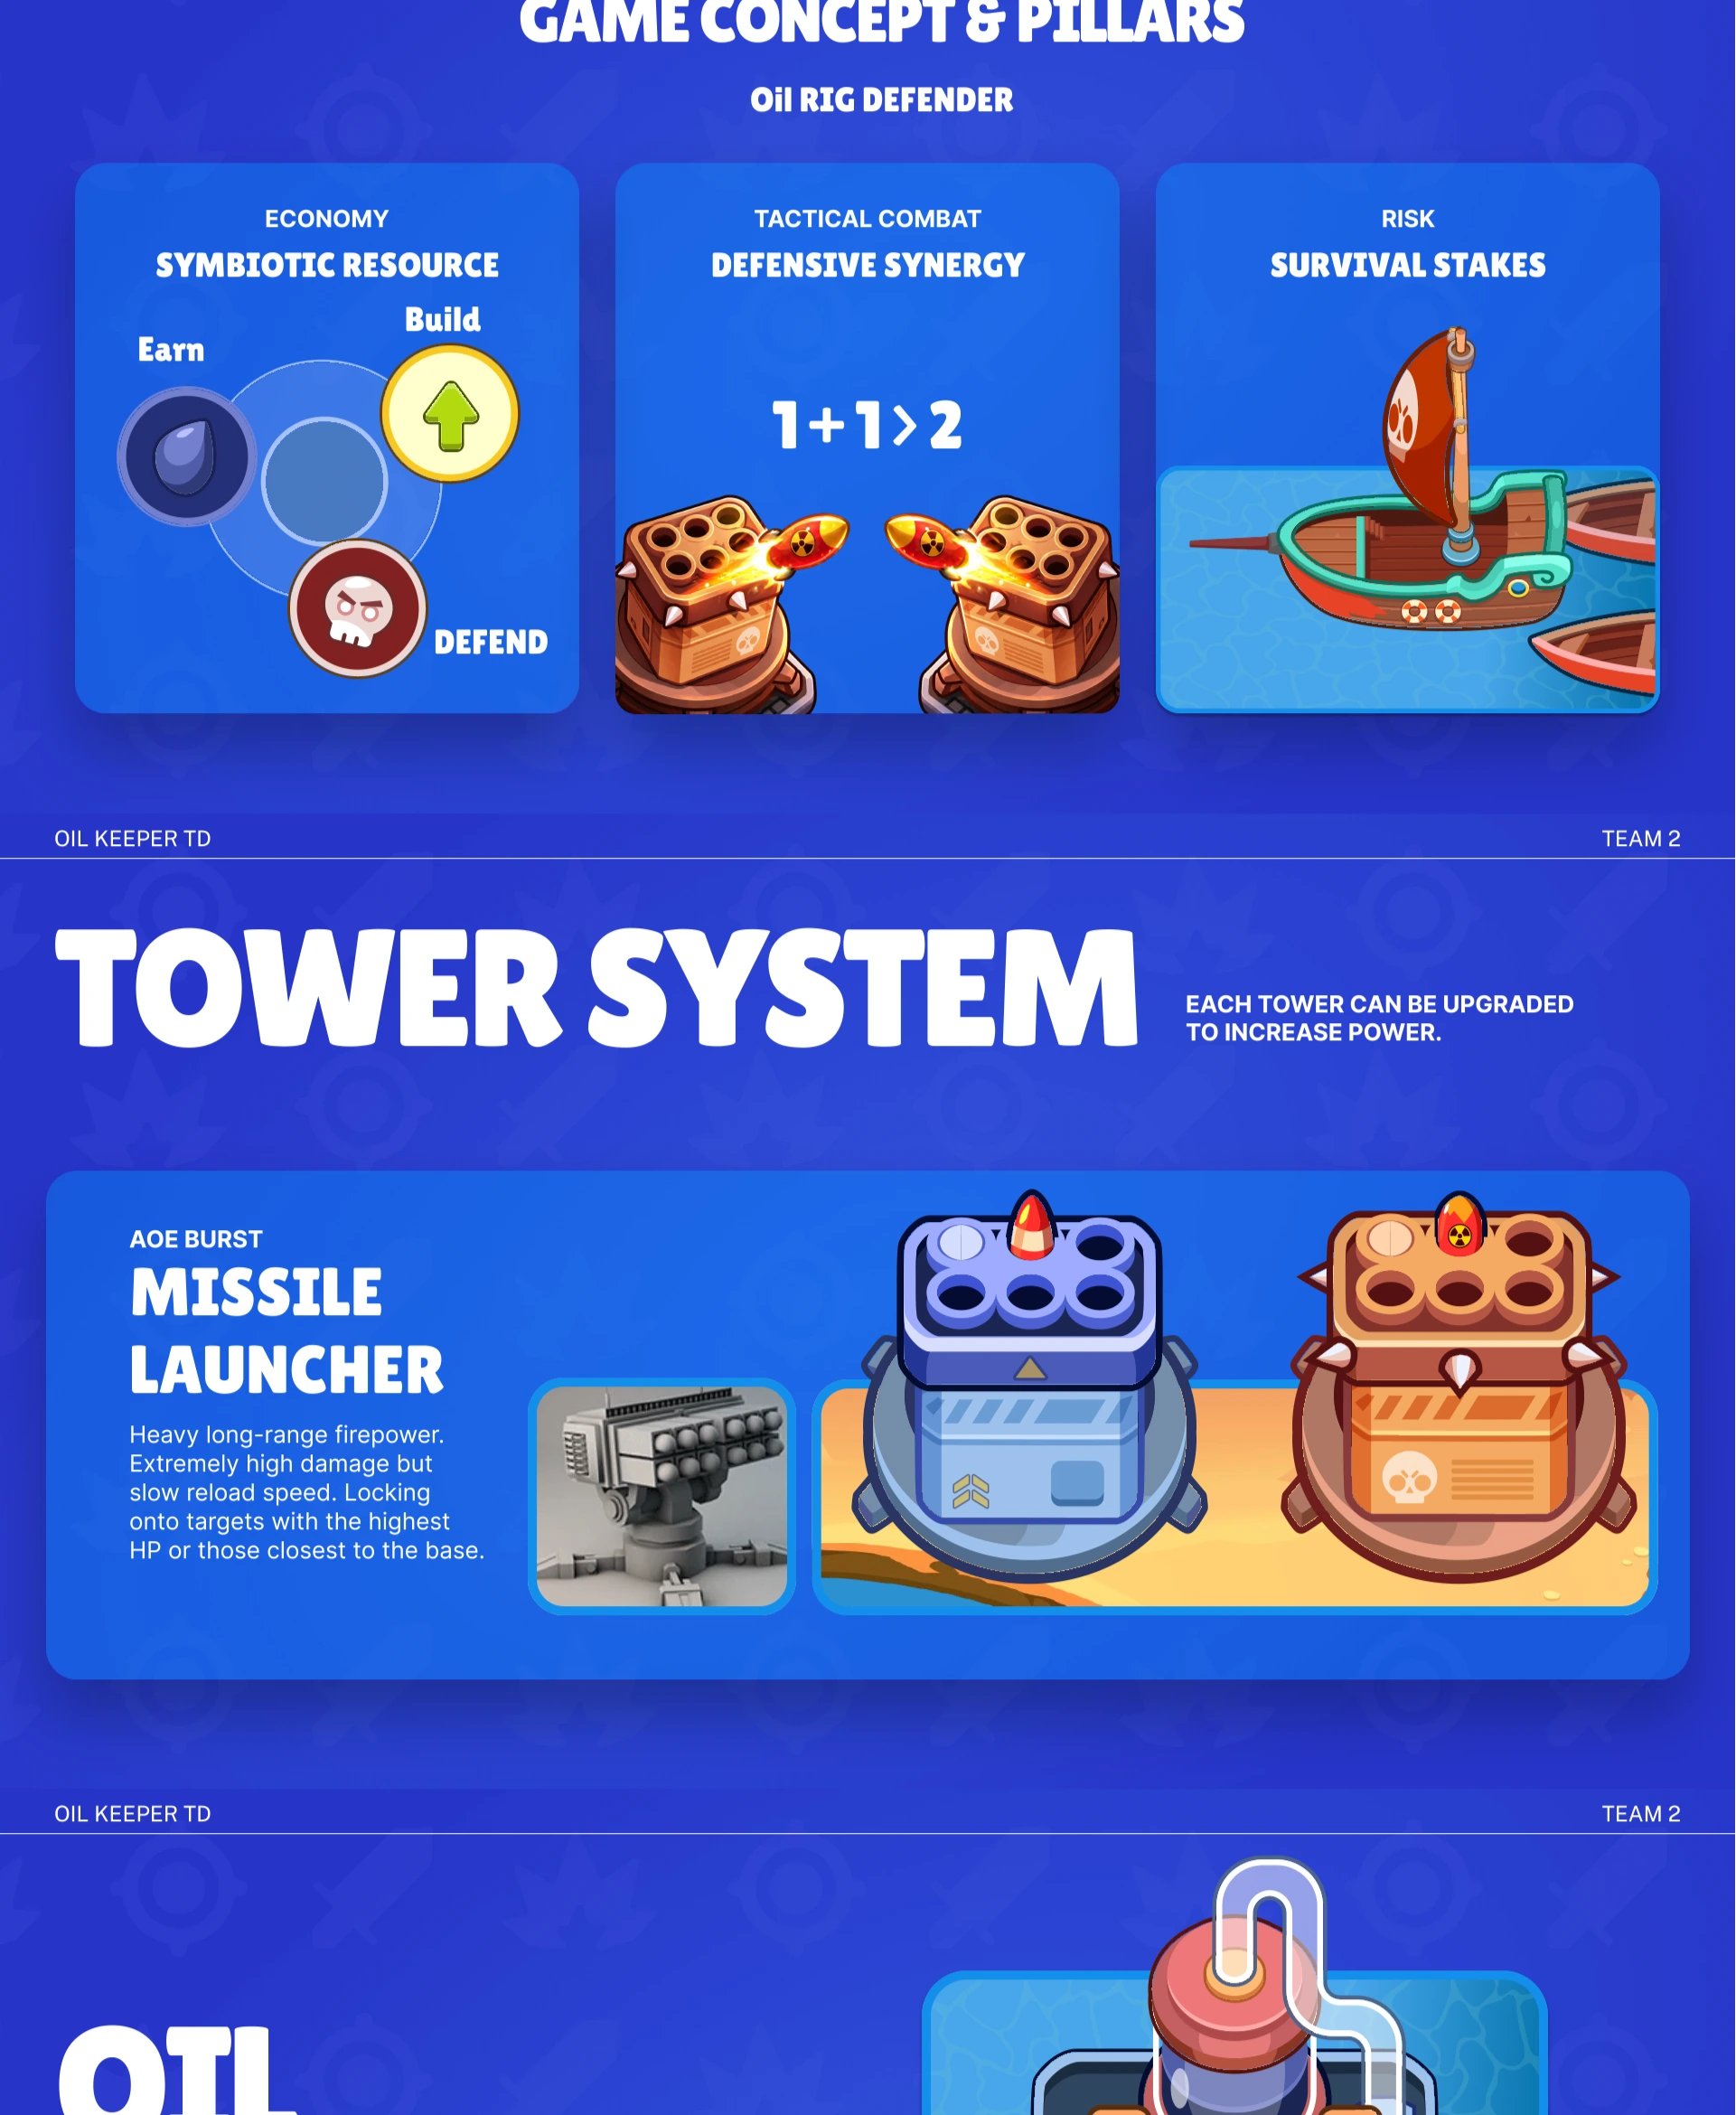 GAME CONCEPT & PILLARS
Oil RIG DEFENDER
ECONOMY
SYMBIOTIC RESOURCE
Earn
Build
DEFEND
TACTICAL COMBAT
DEFENSIVE SYNERGY
1+1>2
RISK
SURVIVAL STAKES
OIL KEEPER TD
TEAM 2
TOWER SYSTEM
EACH TOWER CAN BE UPGRADED
TO INCREASE POWER.
AOE BURST
MISSILE
LAUNCHER
Heavy long-range firepower.
Extremely high damage but
slow reload speed. Locking
onto targets with the highest
HP or those closest to the base.
OIL KEEPER TD
TEAM 2
OIL